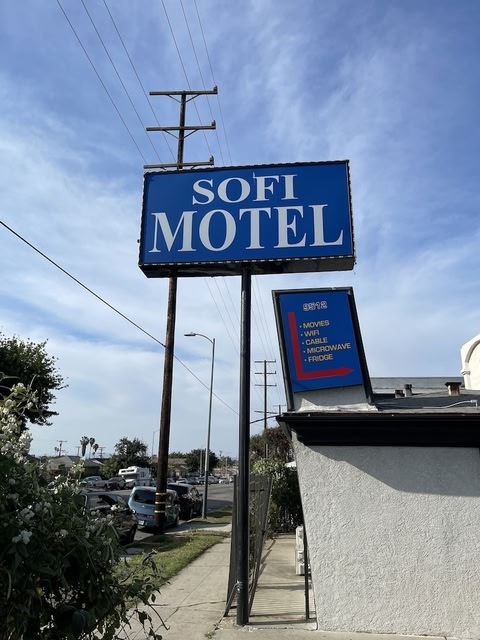 SOFI
MOTEL
9512
• MOVIES
• WIFI
• CABLE
• MICROWAVE
• FRIDGE